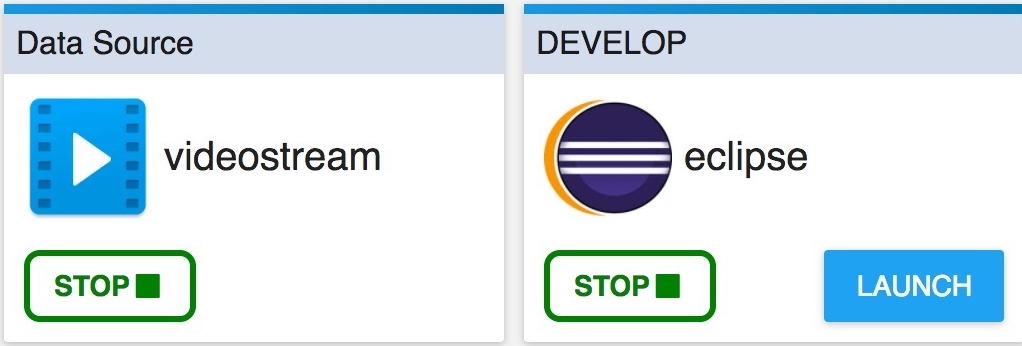 Data Source
videostream
STOP
DEVELOP
eclipse
STOP
LAUNCH